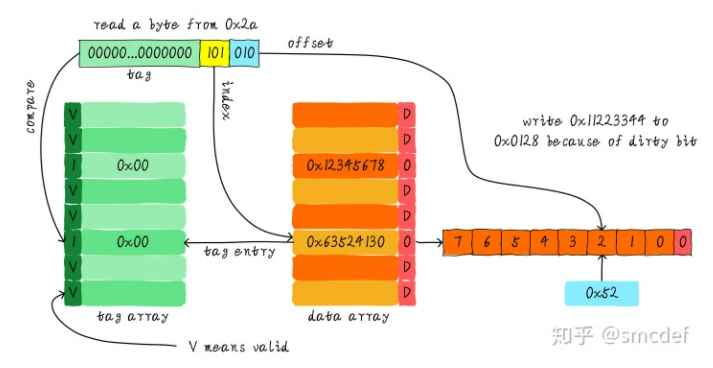 read a byte from 0x2a
00000...0000000 101 010
offset
tag
compare
index
V
D
V
D
1 0x00
0x12345678 0
V
D
V
D
1 0x00
tag entry
0x63524130 0
7 6 5 4 3 2 1 0 0
V
D
V
D
write 0x11223344 to
0x0128 because of dirty bit
0x52
tag array
data array
V means valid
知乎 @smcdef